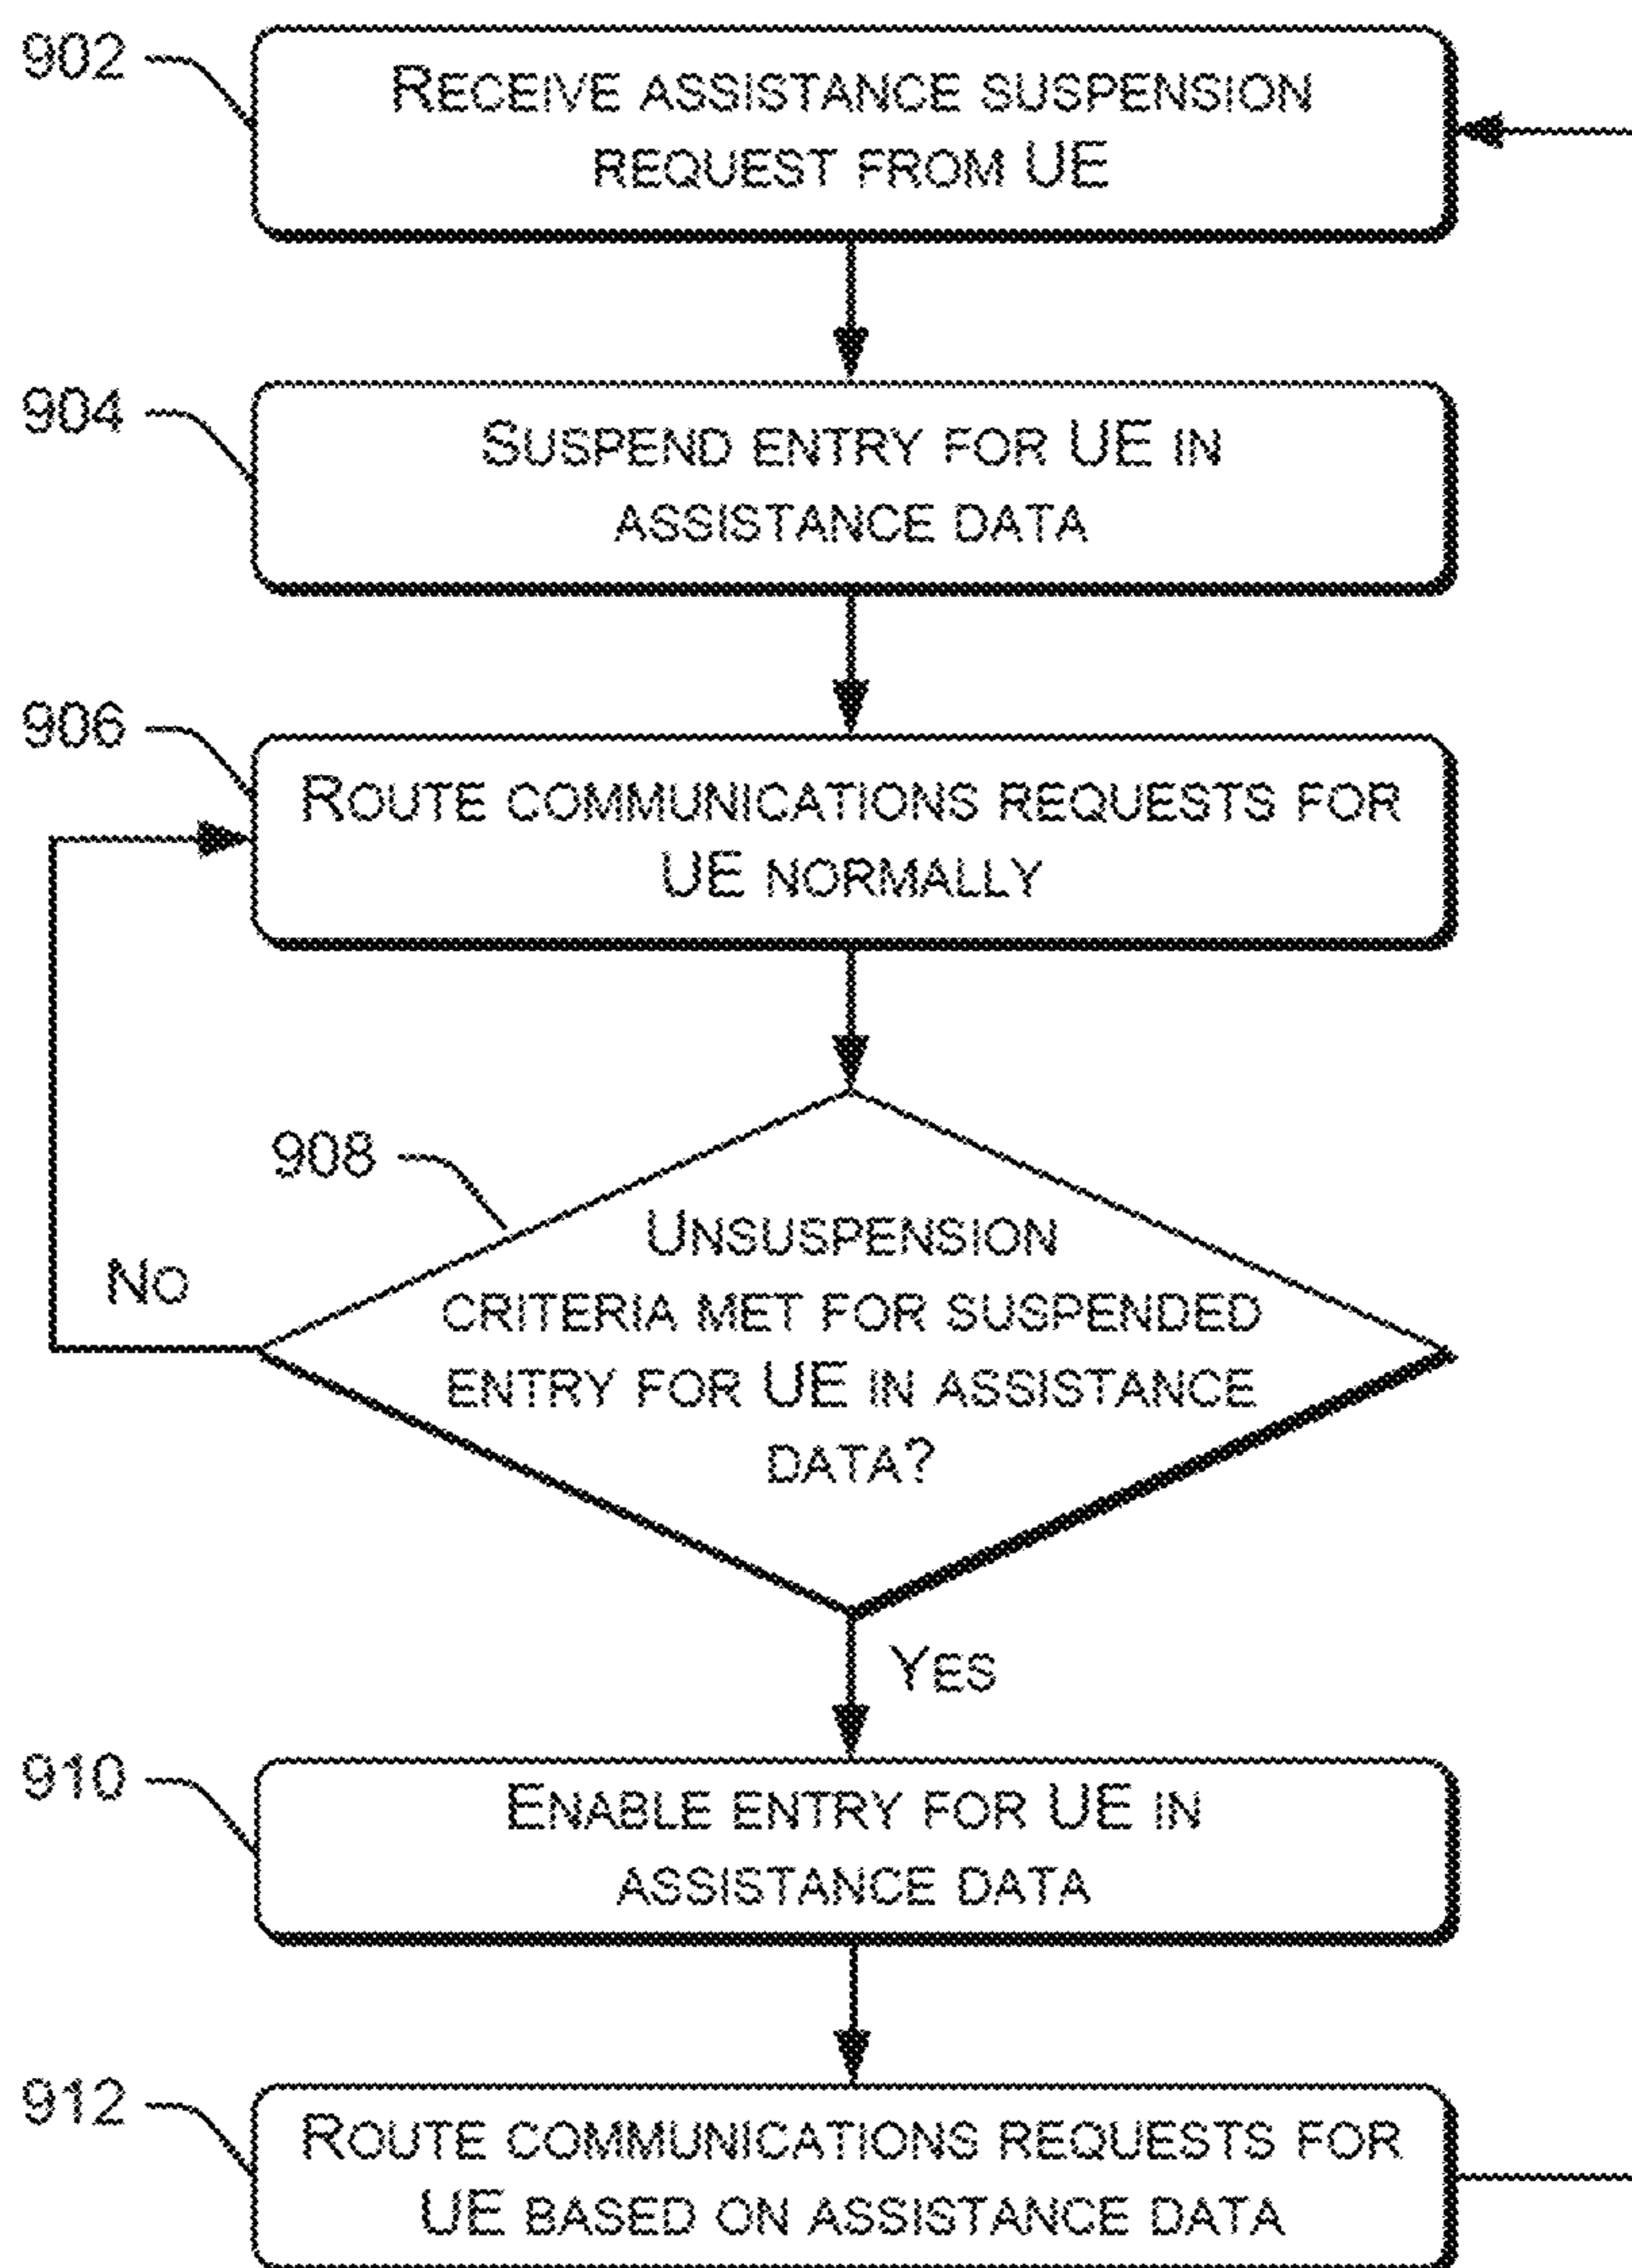 902
RECEIVE ASSISTANCE SUSPENSION
REQUEST FROM UE
904
SUSPEND ENTRY FOR UE IN
ASSISTANCE DATA
906
ROUTE COMMUNICATIONS REQUESTS FOR
UE NORMALLY
908
UNSUSPENSION
CRITERIA MET FOR SUSPENDED
ENTRY FOR UE IN ASSISTANCE
DATA?
NO
YES
910
ENABLE ENTRY FOR UE IN
ASSISTANCE DATA
912
ROUTE COMMUNICATIONS REQUESTS FOR
UE BASED ON ASSISTANCE DATA